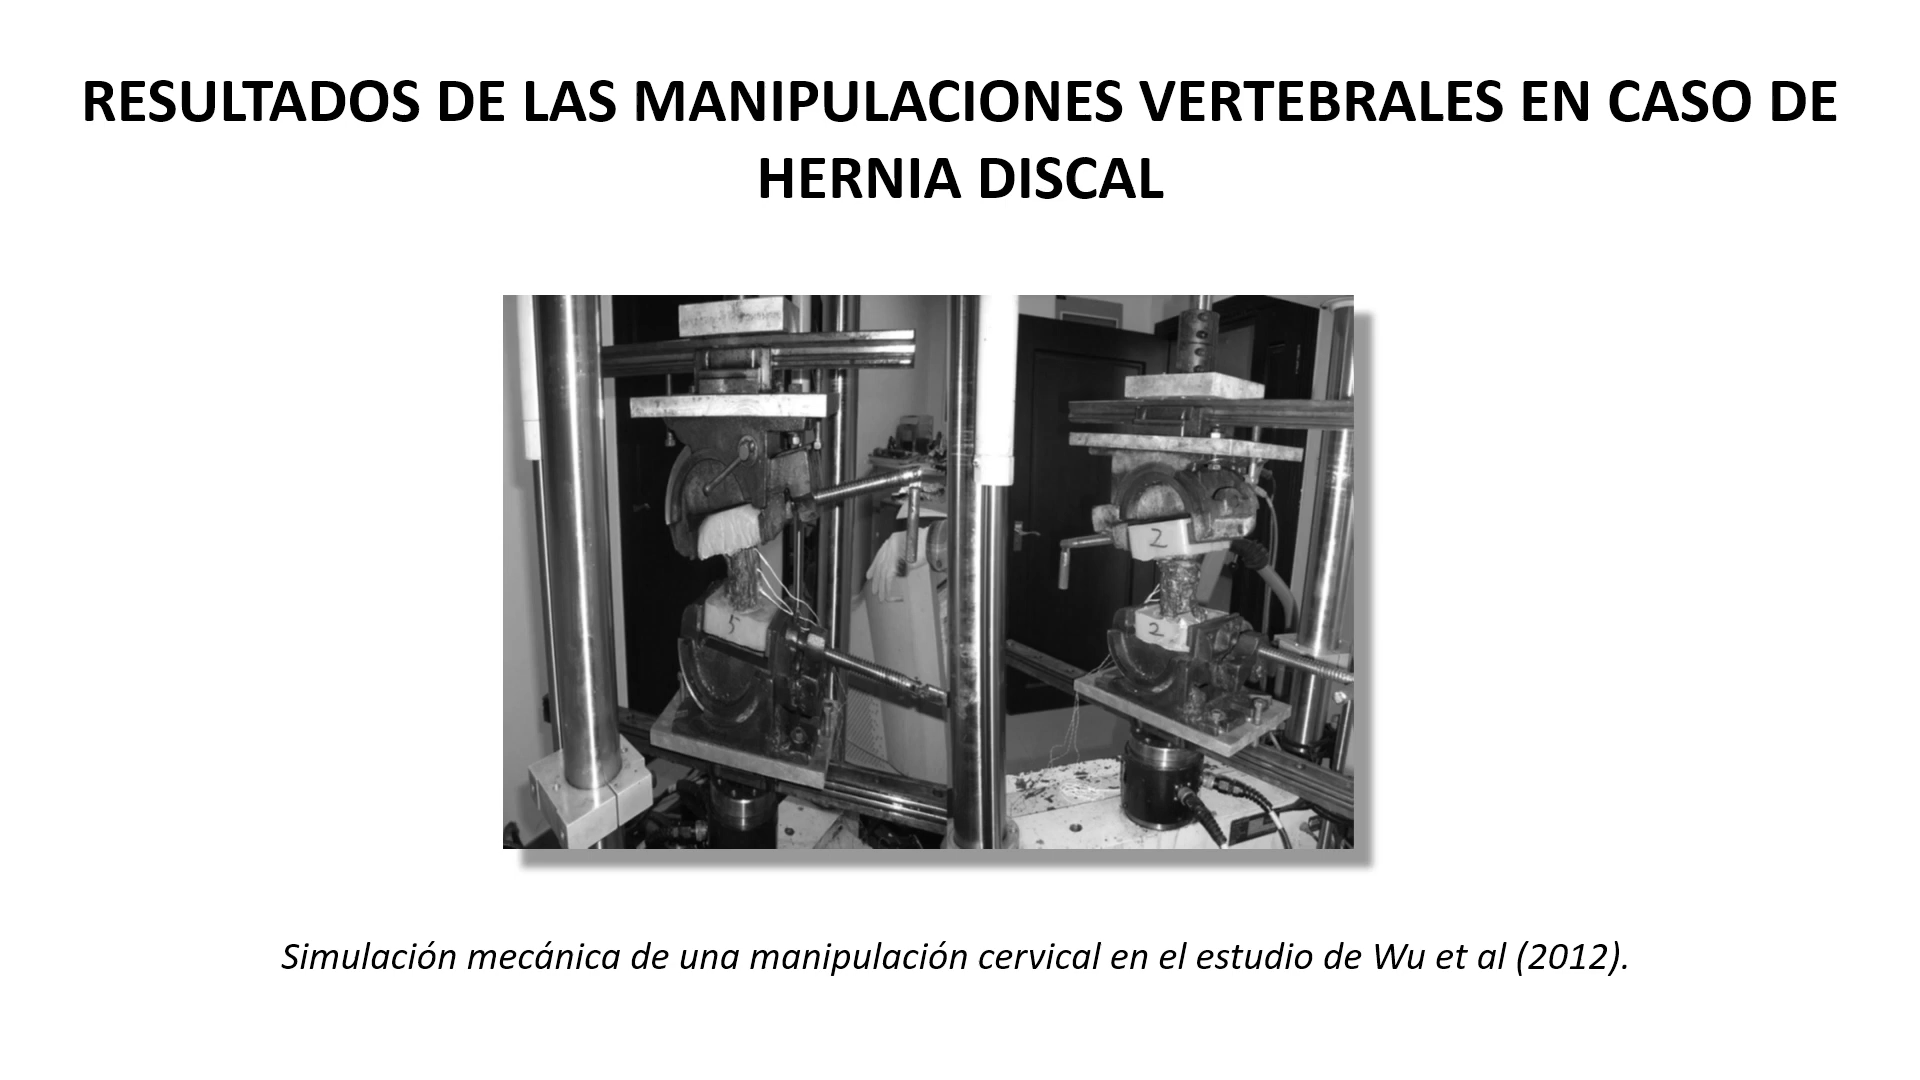 RESULTADOS DE LAS MANIPULACIONES VERTEBRALES EN CASO DE
HERNIA DISCAL
2
5
2
Simulación mecánica de una manipulación cervical en el estudio de Wu et al (2012).